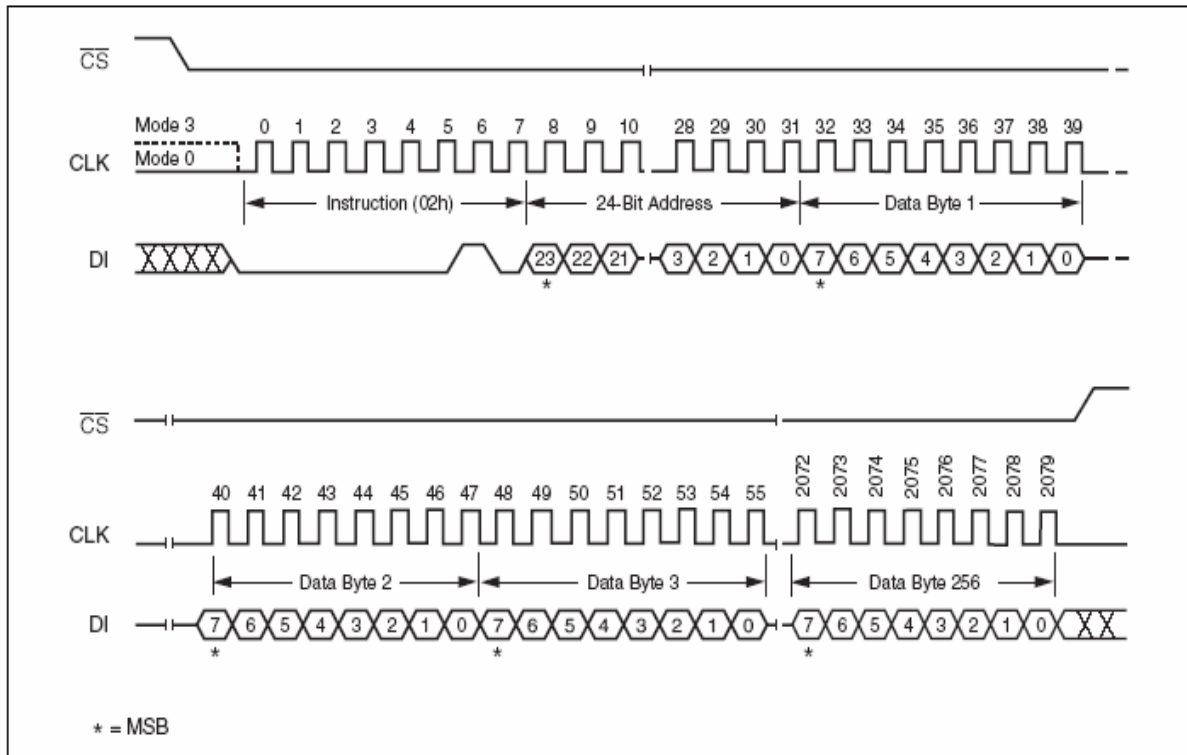 CS
Mode 3 0 1 2 3 4 5 6 7 8 9 10 28 29 30 31 32 33 34 35 36 37 38 39
CLK Mode 0
Instruction (02h) 24-Bit Address Data Byte 1
DI 23 22 21 3 2 1 0 7 6 5 4 3 2 1 0
* *
CS
40 41 42 43 44 45 46 47 48 49 50 51 52 53 54 55 2072 2073 2074 2075 2076 2077 2078 2079
CLK
Data Byte 2 Data Byte 3 Data Byte 256
DI 7 6 5 4 3 2 1 0 7 6 5 4 3 2 1 0 7 6 5 4 3 2 1 0
* * *
* = MSB